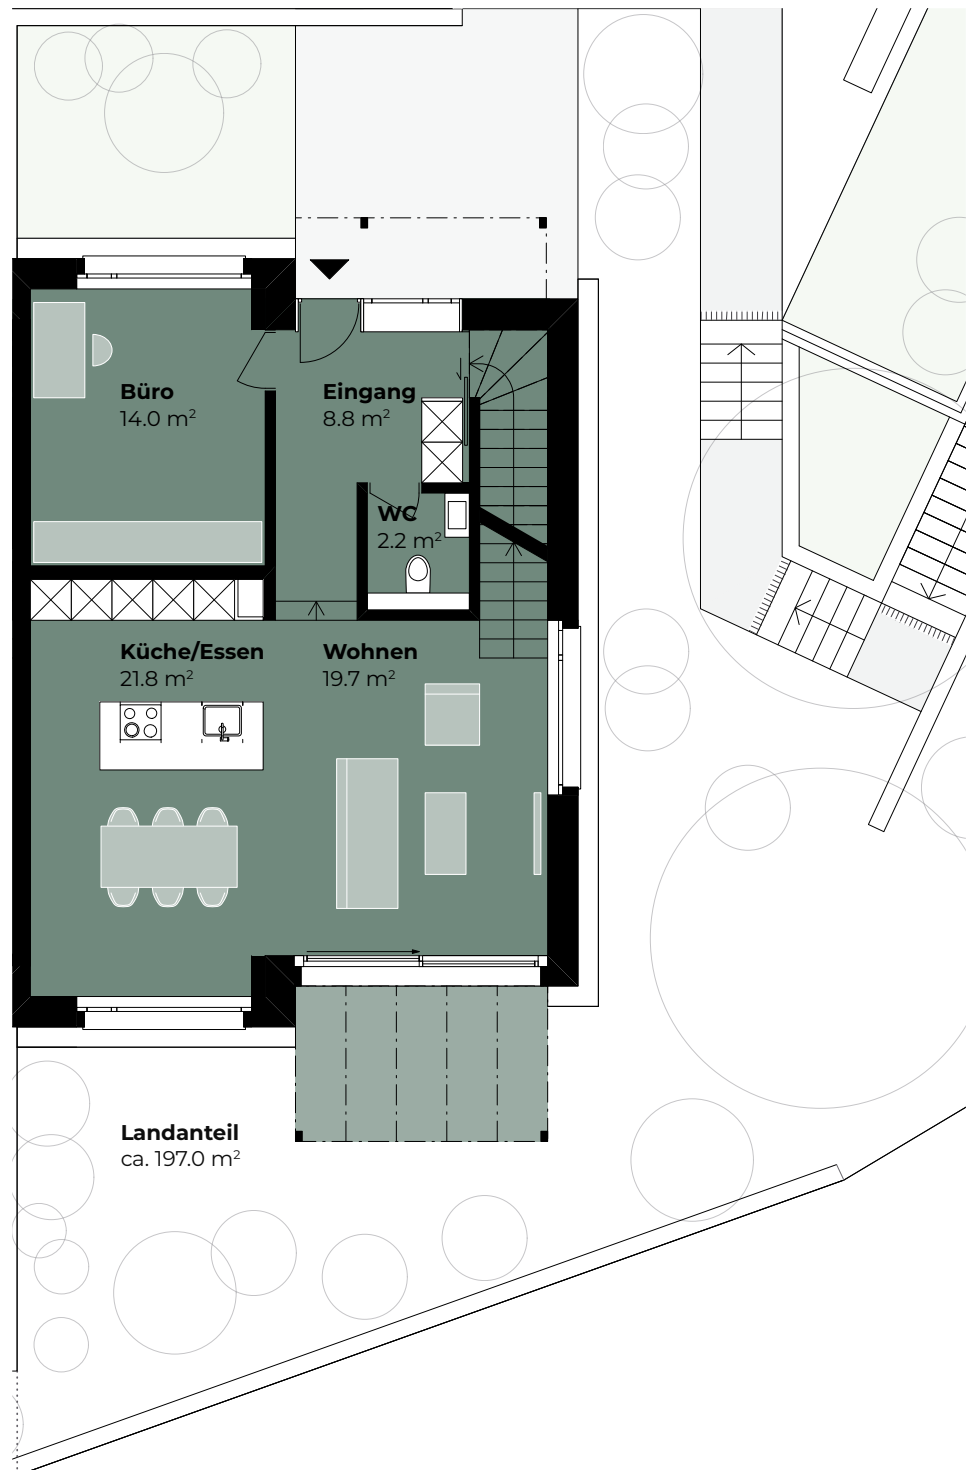 Büro
14.0 m²
Eingang
8.8 m²
WC
2.2 m²
Küche/Essen
21.8 m²
Wohnen
19.7 m²
Landanteil
ca. 197.0 m²